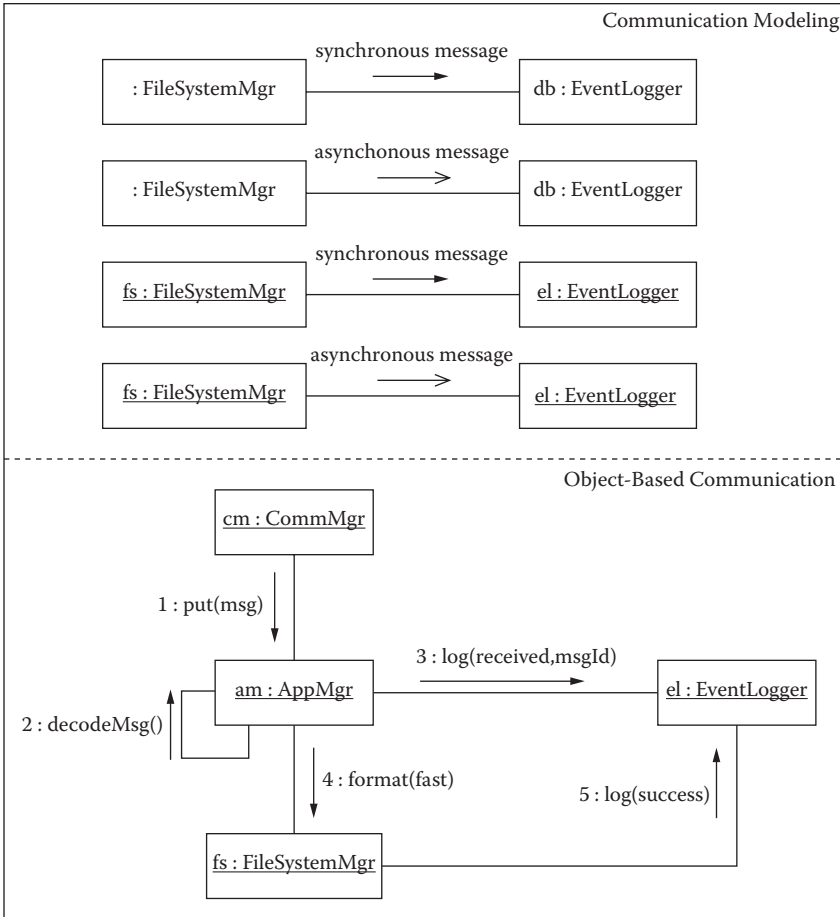 Communication Modeling
synchronous message
: FileSystemMgr
db : EventLogger
asynchonous message
: FileSystemMgr
db : EventLogger
synchronous message
fs : FileSystemMgr
el : EventLogger
asynchronous message
fs : FileSystemMgr
el : EventLogger
Object-Based Communication
cm : CommMgr
1 : put(msg)
3 : log(received,msgId)
am : AppMgr
el : EventLogger
2 : decodeMsg()
4 : format(fast)
5 : log(success)
fs : FileSystemMgr